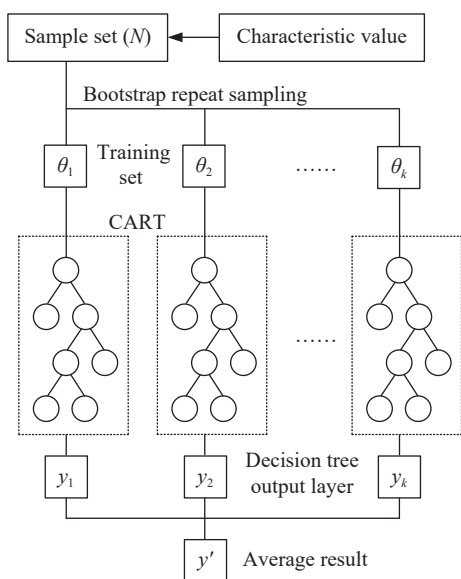 Sample set (N)
Characteristic value
Bootstrap repeat sampling
θ1
Training
set
θ2
......
θk
CART
......
y1
y2
Decision tree
output layer
yk
y′
Average result